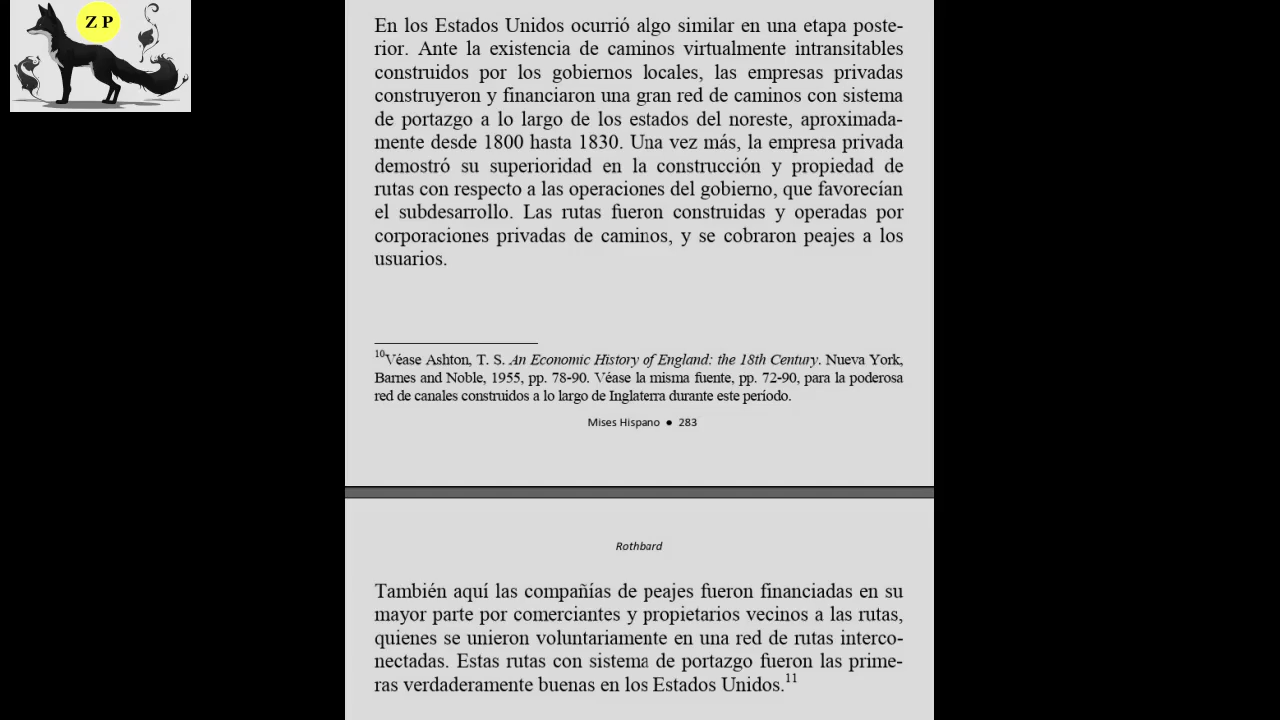 Z P
En los Estados Unidos ocurrió algo similar en una etapa poste-
rior. Ante la existencia de caminos virtualmente intransitables
construidos por los gobiernos locales, las empresas privadas
construyeron y financiaron una gran red de caminos con sistema
de portazgo a lo largo de los estados del noreste, aproximada-
mente desde 1800 hasta 1830. Una vez más, la empresa privada
demostró su superioridad en la construcción y propiedad de
rutas con respecto a las operaciones del gobierno, que favorecían
el subdesarrollo. Las rutas fueron construidas y operadas por
corporaciones privadas de caminos, y se cobraron peajes a los
usuarios.
10Véase Ashton, T. S. An Economic History of England: the 18th Century. Nueva York,
Barnes and Noble, 1955, pp. 78-90. Véase la misma fuente, pp. 72-90, para la poderosa
red de canales construidos a lo largo de Inglaterra durante este período.
Mises Hispano ● 283
Rothbard
También aquí las compañías de peajes fueron financiadas en su
mayor parte por comerciantes y propietarios vecinos a las rutas,
quienes se unieron voluntariamente en una red de rutas interco-
nectadas. Estas rutas con sistema de portazgo fueron las prime-
ras verdaderamente buenas en los Estados Unidos.11